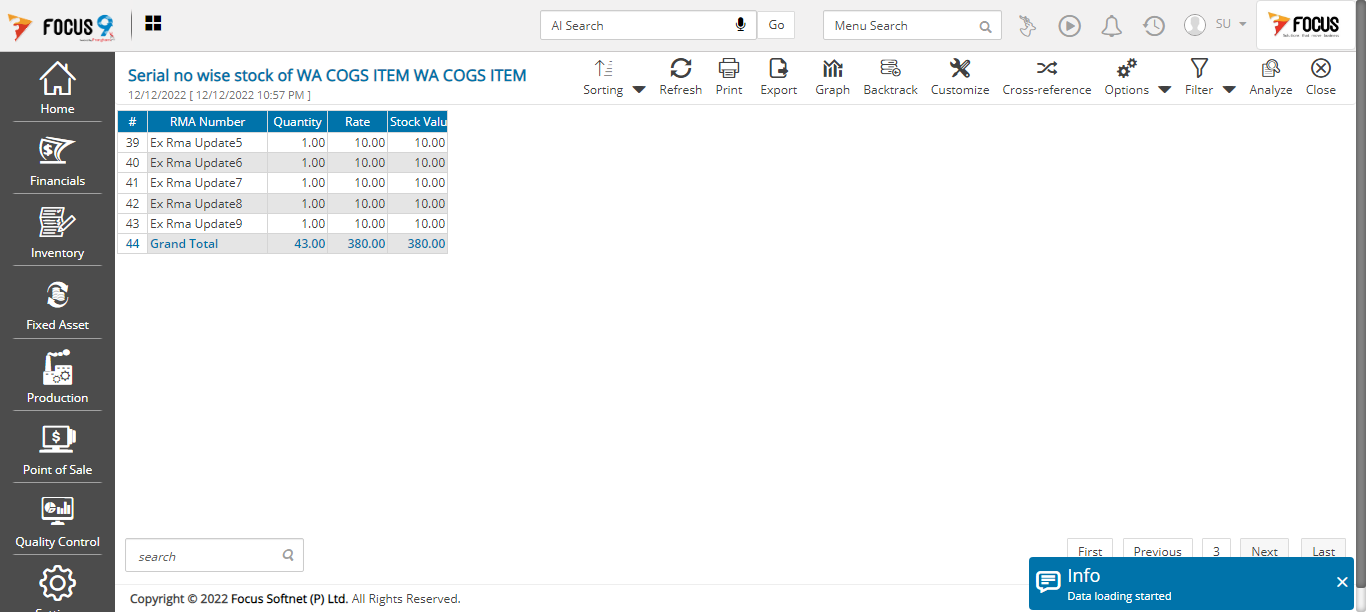 FOCUS 9
AI Search
Go
Menu Search
SU
FOCUS
Home
Financials
Inventory
Fixed Asset
Production
Point of Sale
Quality Control
Serial no wise stock of WA COGS ITEM WA COGS ITEM
12/12/2022 [ 12/12/2022 10:57 PM ]
Sorting Refresh Print Export Graph Backtrack Customize Cross-reference Options Filter Analyze Close
# RMA Number Quantity Rate Stock Valu
39 Ex Rma Update5 1.00 10.00 10.00
40 Ex Rma Update6 1.00 10.00 10.00
41 Ex Rma Update7 1.00 10.00 10.00
42 Ex Rma Update8 1.00 10.00 10.00
43 Ex Rma Update9 1.00 10.00 10.00
44 Grand Total 43.00 380.00 380.00
search
First Previous 3 Next Last
Info
Data loading started
Copyright © 2022 Focus Softnet (P) Ltd. All Rights Reserved.